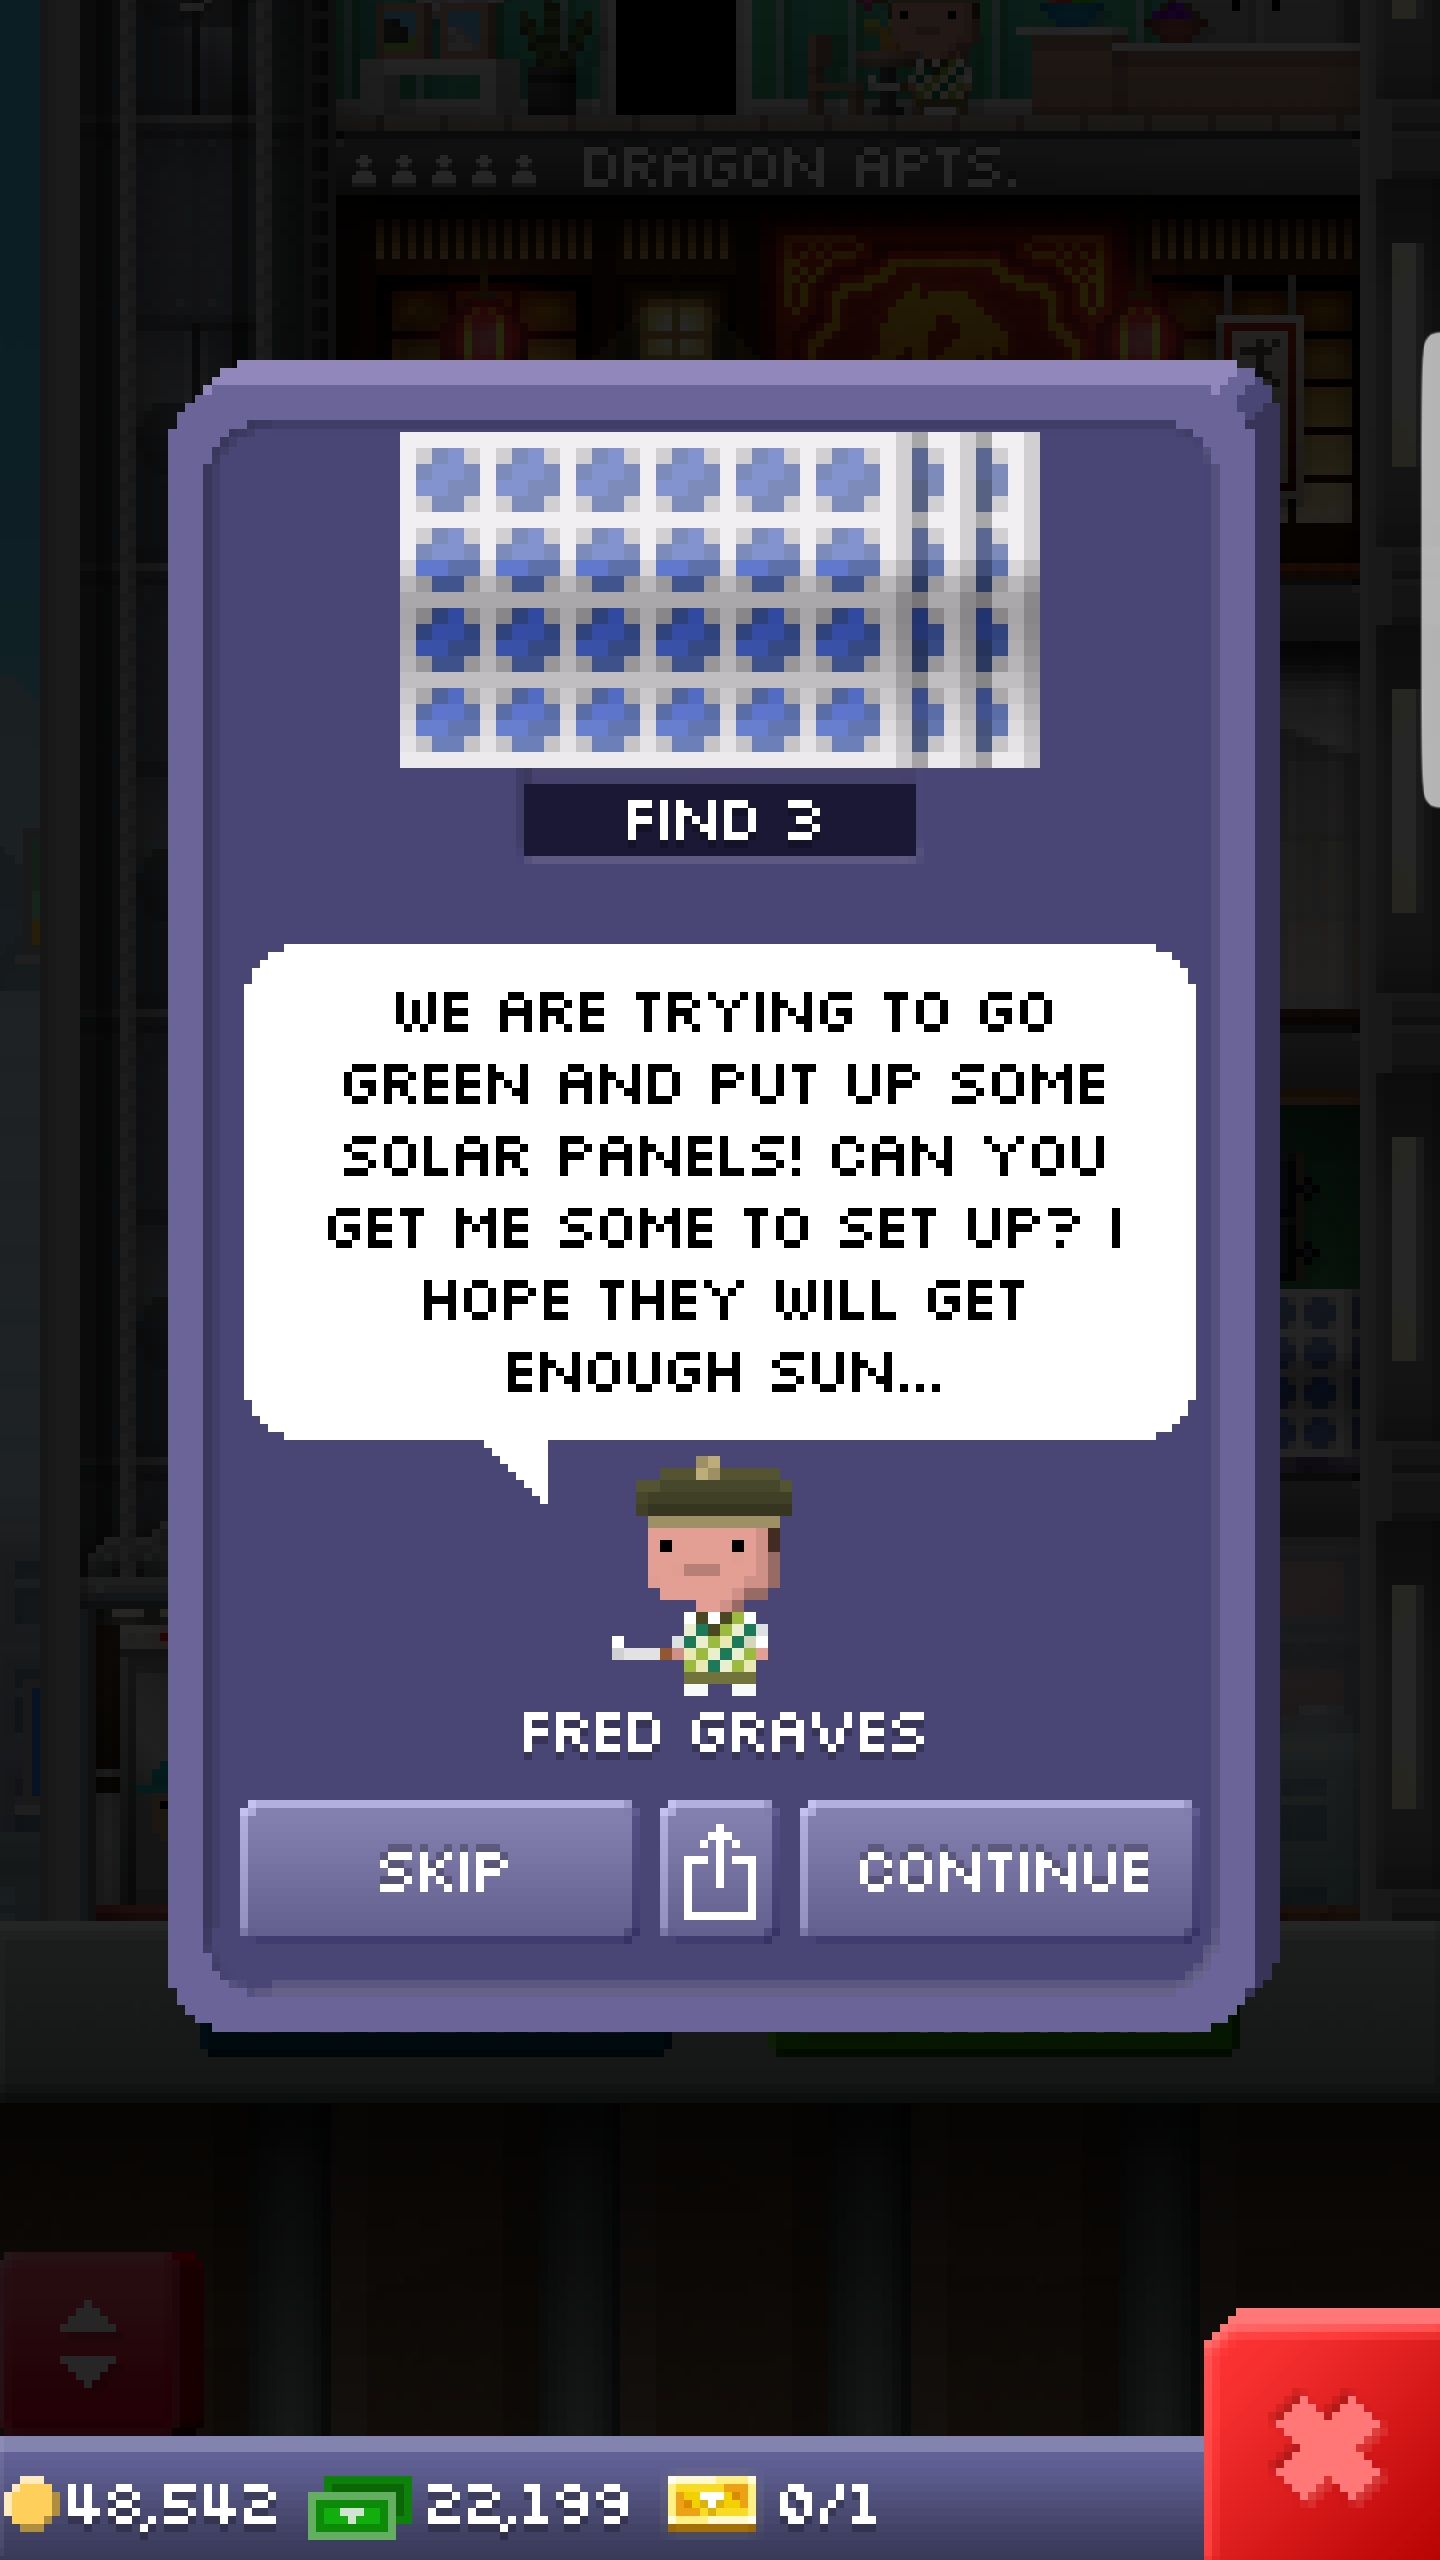 DRAGON APTS.
FIND 3
WE ARE TRYING TO GO
GREEN AND PUT UP SOME
SOLAR PANELS! CAN YOU
GET ME SOME TO SET UP? I
HOPE THEY WILL GET
ENOUGH SUN...
FRED GRAVES
SKIP
CONTINUE
48,542
22,199
0/1